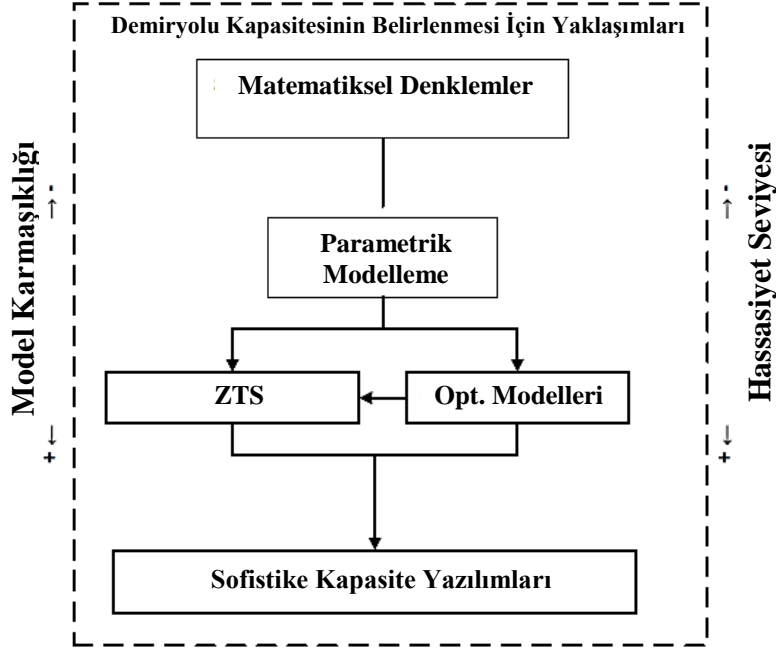 Demiryolu Kapasitesinin Belirlenmesi İçin Yaklaşımları
Matematiksel Denklemler
Parametrik
Modelleme
ZTS
Opt. Modelleri
Sofistike Kapasite Yazılımları
Model Karmaşıklığı
→ -
+ ←
Hassasiyet Seviyesi
→ -
+ ←